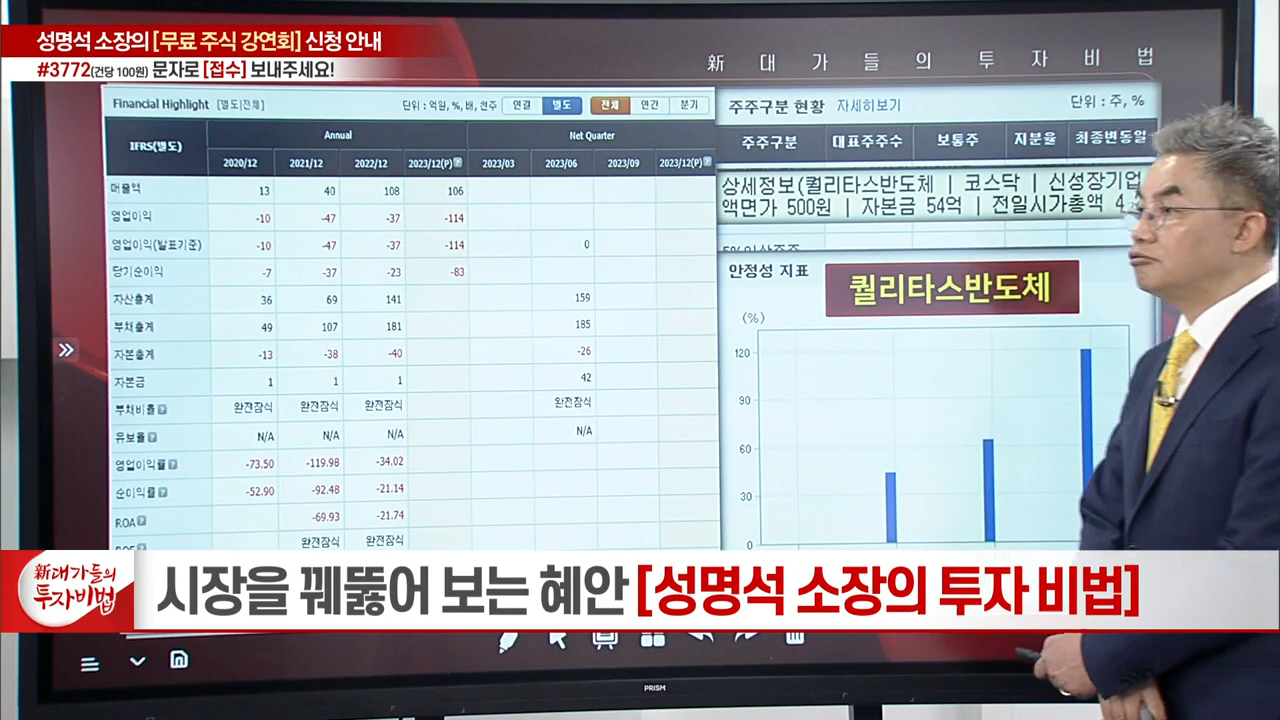 성명석 소장의 [무료 주식 강연회] 신청 안내
#3772(건당 100원) 문자로 [접수] 보내주세요!
新 대 가 들 의 투 자 비 법
Financial Highlight [별도|전체] 단위 : 억원, %, 배, 천주 연결 별도 전체 연간 분기
IFRS(별도) Annual Net Quarter
2020/12 2021/12 2022/12 2023/12(P) 2023/03 2023/06 2023/09 2023/12(P)
매출액 13 40 108 106
영업이익 -10 -47 -37 -114
영업이익(발표기준) -10 -47 -37 -114 0
당기순이익 -7 -37 -23 -83
자산총계 36 69 141 159
부채총계 49 107 181 185
자본총계 -13 -38 -40 -26
자본금 1 1 1 42
부채비율 완전잠식 완전잠식 완전잠식 완전잠식
유보율 N/A N/A N/A N/A
영업이익률 -73.50 -119.98 -34.02
순이익률 -52.90 -92.48 -21.14
ROA -69.93 -21.74
완전잠식 완전잠식
주주구분 현황 자세히보기 단위 : 주, %
주주구분 대표주주수 보통주 지분율 최종변동일
상세정보(퀄리타스반도체 | 코스닥 | 신성장기업
액면가 500원 | 자본금 54억 | 전일시가총액 4
안정성 지표
퀄리타스반도체
(%)
120
90
60
30
0
新대가들의
투자비법
시장을 꿰뚫어 보는 혜안 [성명석 소장의 투자 비법]
PRISM